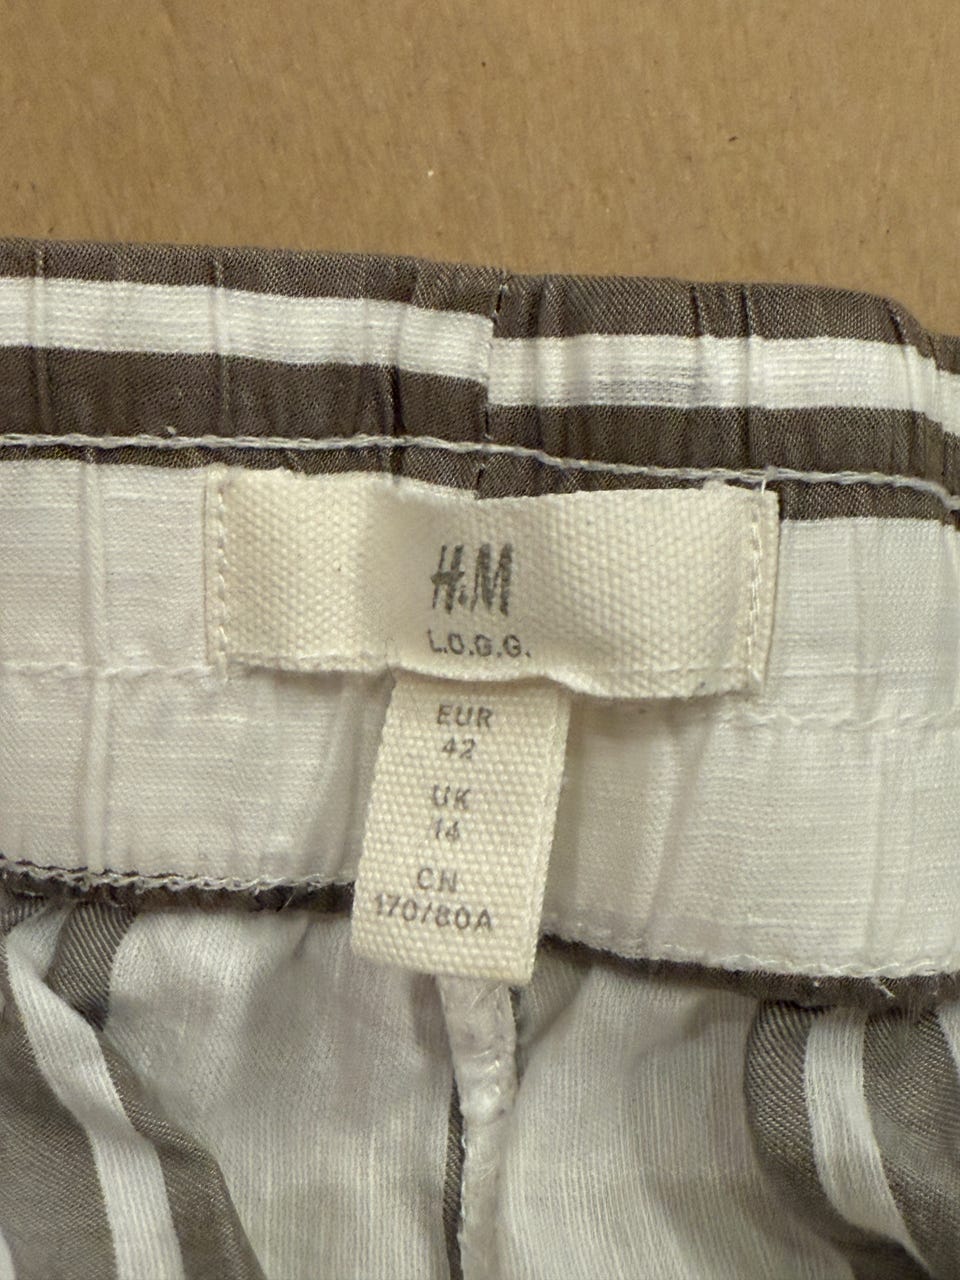 H&M
L.O.G.G.
EUR
42
UK
14
CN
170/80A